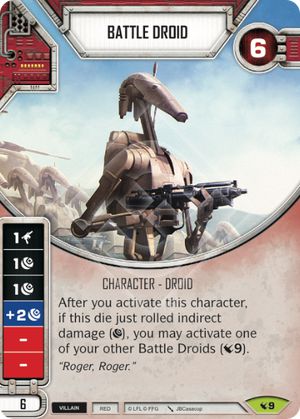 BATTLE DROID
6
1
1
1
+2
-
-
CHARACTER - DROID
After you activate this character,
if this die just rolled indirect
damage ( ), you may activate one
of your other Battle Droids ( 9).
“Roger, Roger.”
6
VILLAIN
RED
© LFL © FFG
JBCasacop
9